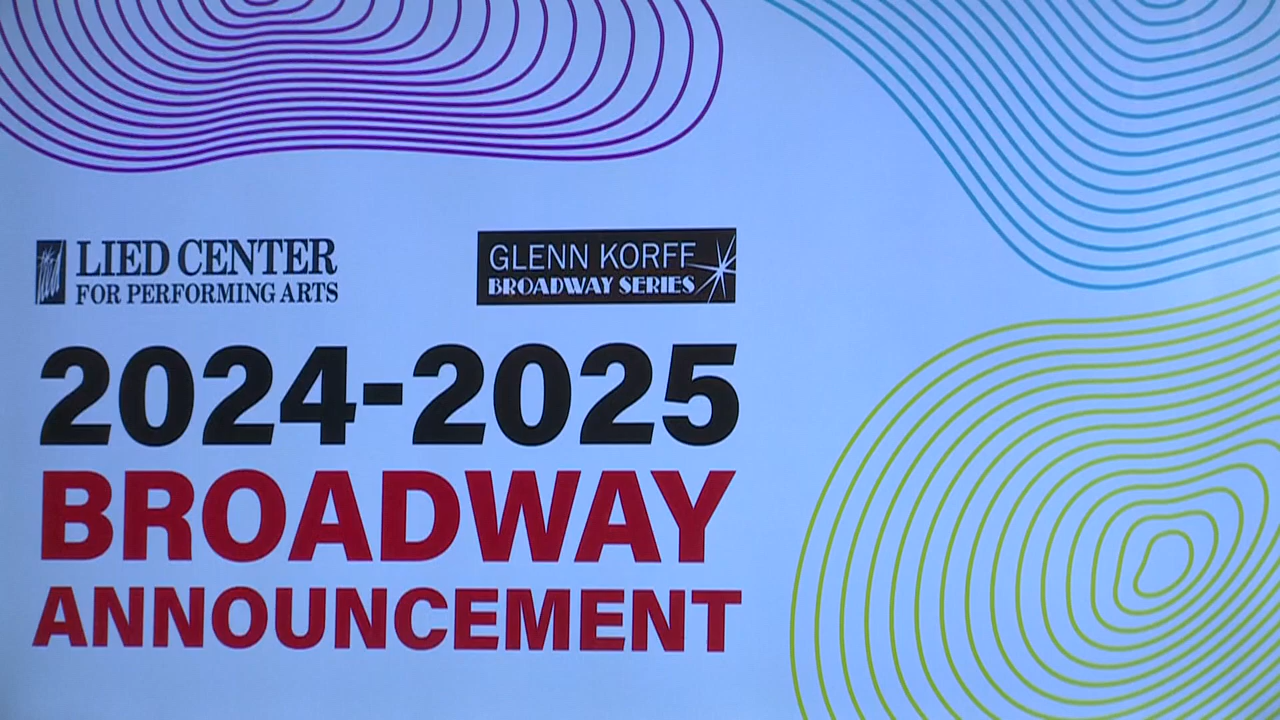 LIED CENTER
FOR PERFORMING ARTS
GLENN KORFF
BROADWAY SERIES
2024-2025
BROADWAY
ANNOUNCEMENT